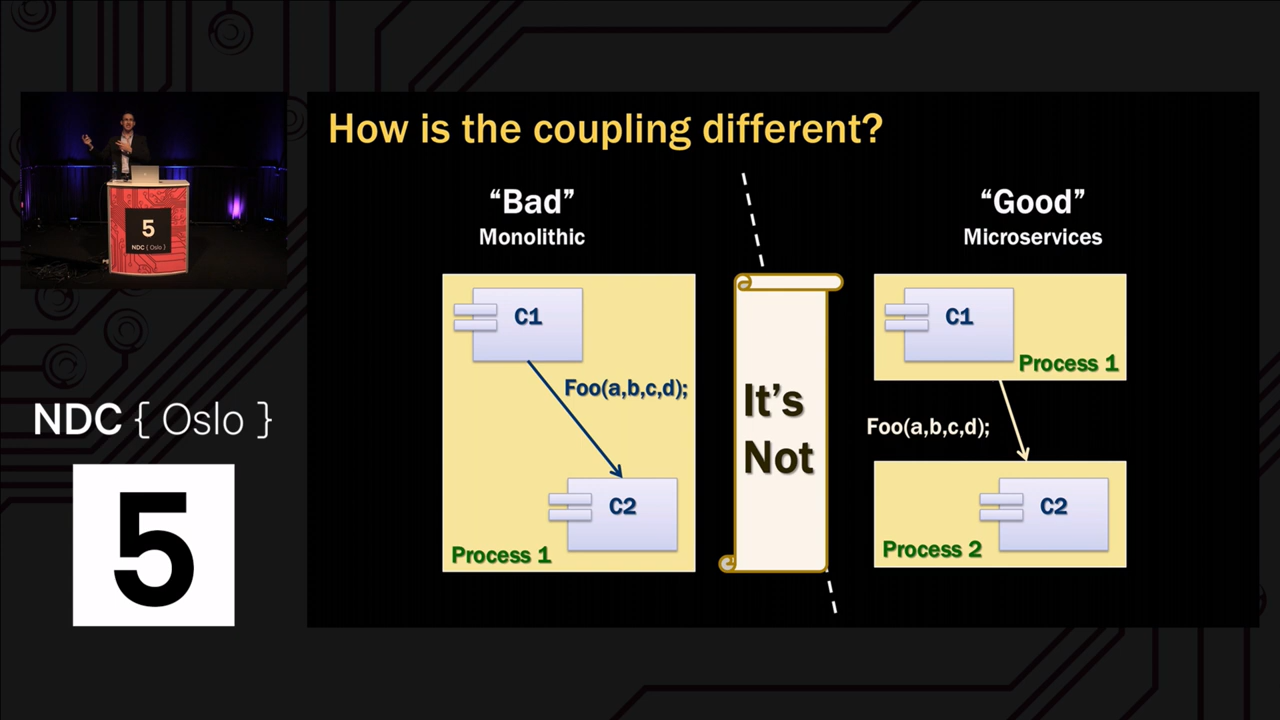 How is the coupling different?
“Bad”
Monolithic
C1
Foo(a,b,c,d);
C2
Process 1
It’s
Not
“Good”
Microservices
C1
Process 1
Foo(a,b,c,d);
C2
Process 2
5
NDC { Oslo }
NDC { Oslo }
5